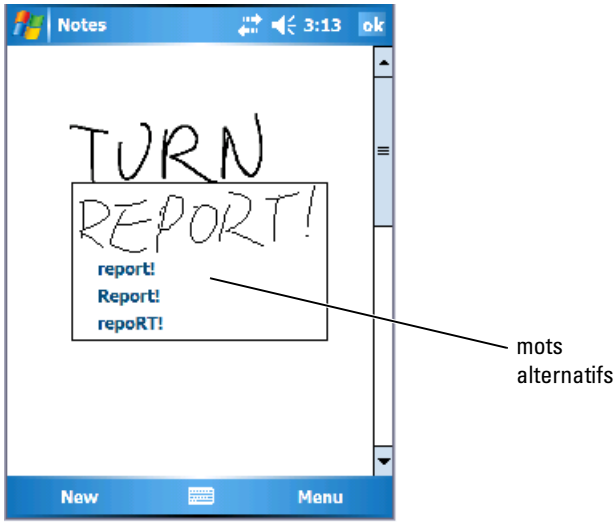 Notes 3:13 ok
TURN
REPORT!
report!
Report!
repoRT!
mots
alternatifs
New Menu